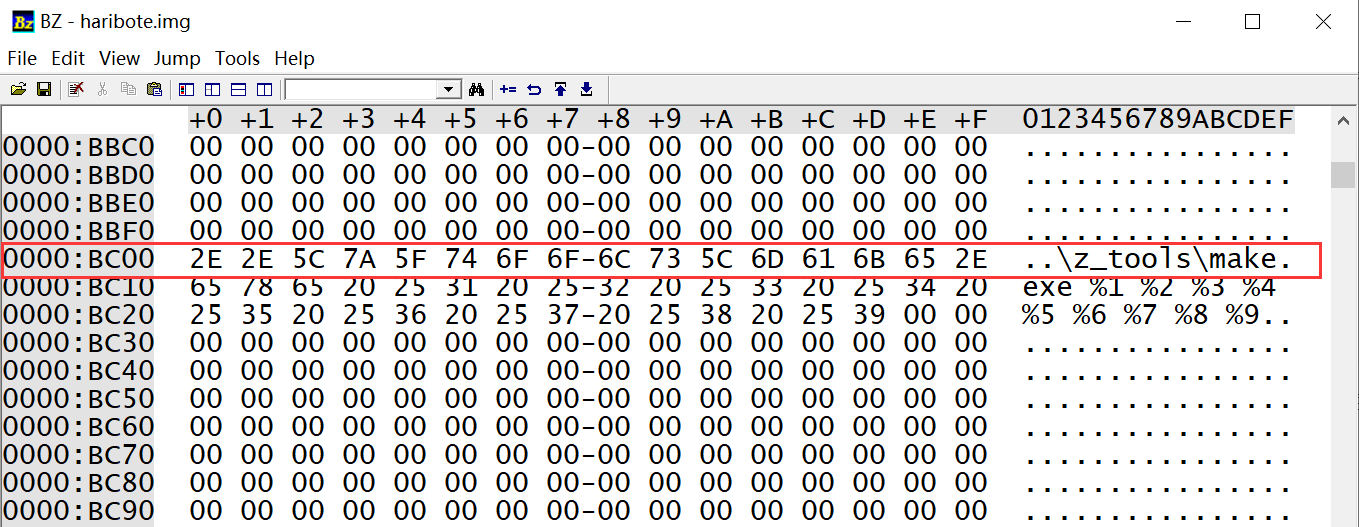 BZ - haribote.img
File Edit View Jump Tools Help
+0 +1 +2 +3 +4 +5 +6 +7 +8 +9 +A +B +C +D +E +F 0123456789ABCDEF
0000:BBC0 00 00 00 00 00 00 00 00-00 00 00 00 00 00 00 00 ................
0000:BBD0 00 00 00 00 00 00 00 00-00 00 00 00 00 00 00 00 ................
0000:BBE0 00 00 00 00 00 00 00 00-00 00 00 00 00 00 00 00 ................
0000:BBF0 00 00 00 00 00 00 00 00-00 00 00 00 00 00 00 00 ................
0000:BC00 2E 2E 5C 7A 5F 74 6F 6F-6C 73 5C 6D 61 6B 65 2E ..\z_tools\make.
0000:BC10 65 78 65 20 25 31 20 25-32 20 25 33 20 25 34 20 exe %1 %2 %3 %4
0000:BC20 25 35 20 25 36 20 25 37-20 25 38 20 25 39 00 00 %5 %6 %7 %8 %9..
0000:BC30 00 00 00 00 00 00 00 00-00 00 00 00 00 00 00 00 ................
0000:BC40 00 00 00 00 00 00 00 00-00 00 00 00 00 00 00 00 ................
0000:BC50 00 00 00 00 00 00 00 00-00 00 00 00 00 00 00 00 ................
0000:BC60 00 00 00 00 00 00 00 00-00 00 00 00 00 00 00 00 ................
0000:BC70 00 00 00 00 00 00 00 00-00 00 00 00 00 00 00 00 ................
0000:BC80 00 00 00 00 00 00 00 00-00 00 00 00 00 00 00 00 ................
0000:BC90 00 00 00 00 00 00 00 00-00 00 00 00 00 00 00 00 ................